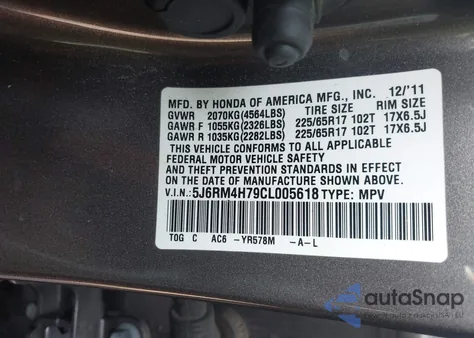 MFD. BY HONDA OF AMERICA MFG., INC. 12/'11
GVWR 2070KG(4564LBS) TIRE SIZE RIM SIZE
GAWR F 1055KG(2326LBS) 225/65R17 102T 17X6.5J
GAWR R 1035KG(2282LBS) 225/65R17 102T 17X6.5J
THIS VEHICLE CONFORMS TO ALL APPLICABLE
FEDERAL MOTOR VEHICLE SAFETY
AND THEFT PREVENTION STANDARDS IN
EFFECT ON THE DATE OF MANUFACTURE
SHOWN ABOVE.
V.I.N.: 5J6RM4H79CL005618 TYPE: MPV
TOG C AC6 -YR578M -A-L
autoSnap